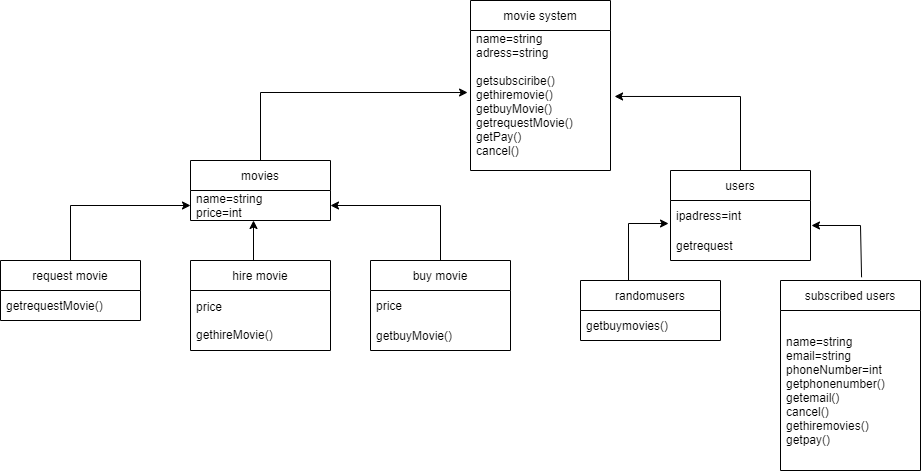 movie system
name=string
adress=string
getsubsciribe()
gethiremovie()
getbuyMovie()
getrequestMovie()
getPay()
cancel()
movies
name=string
price=int
users
ipadress=int
getrequest
request movie
getrequestMovie()
hire movie
price
gethireMovie()
buy movie
price
getbuyMovie()
randomusers
getbuymovies()
subscribed users
name=string
email=string
phoneNumber=int
getphonenumber()
getemail()
cancel()
gethiremovies()
getpay()